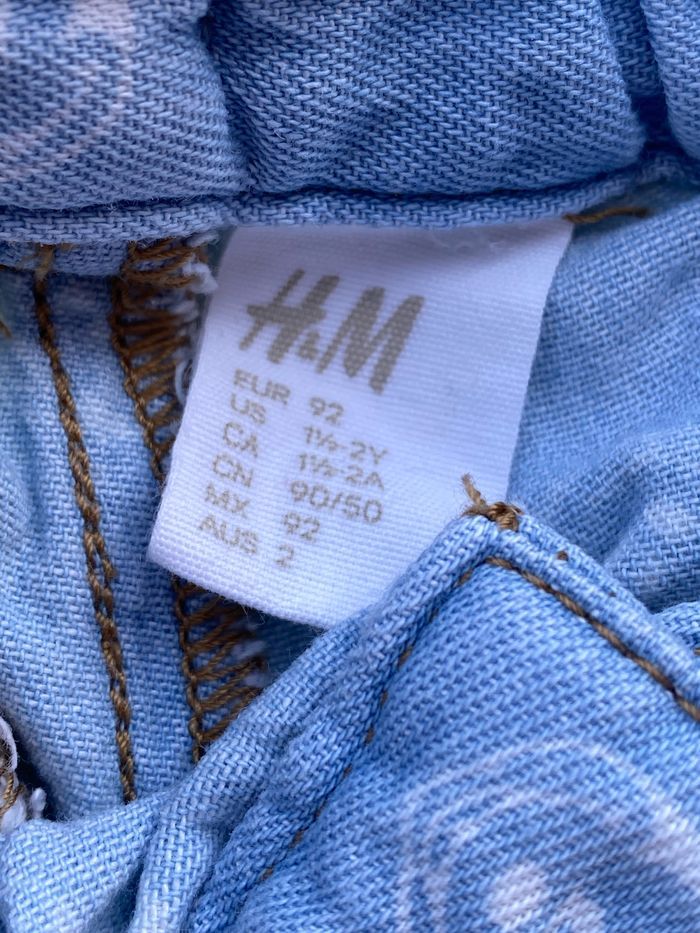 H&M
EUR 92
US 1½-2Y
CA 1½-2A
CN 90/50
MX 92
AUS 2